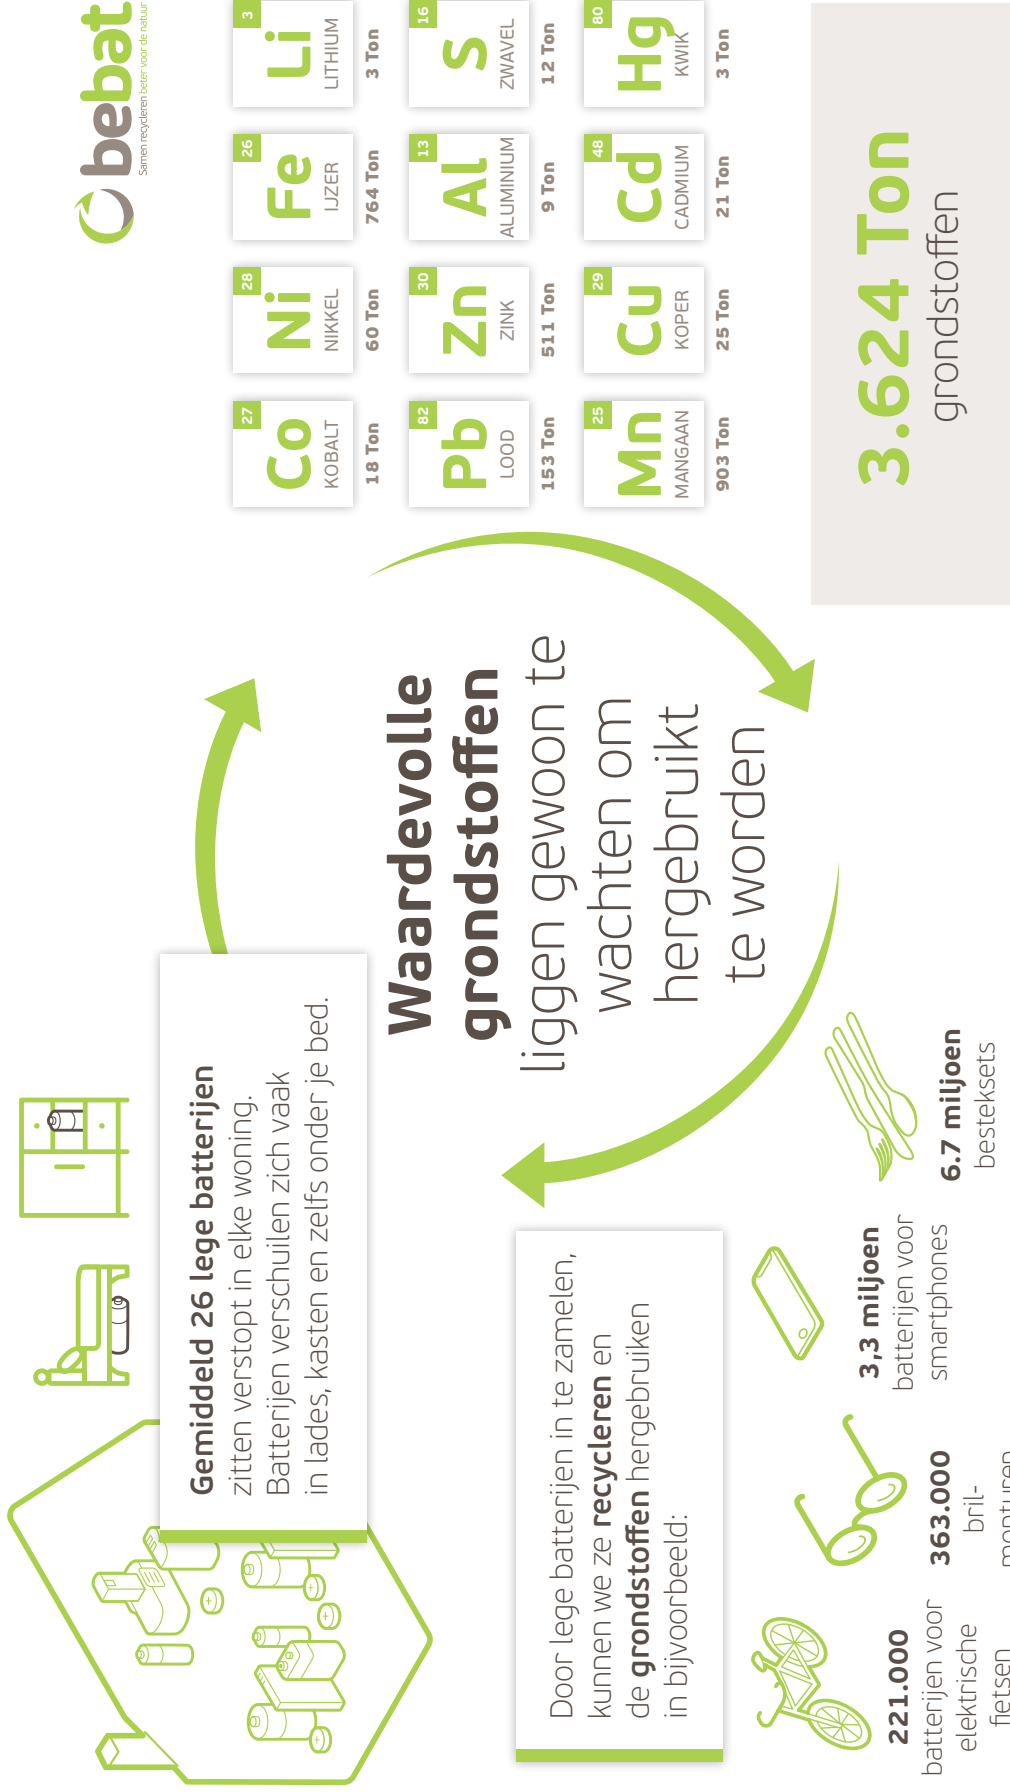 bebat
Samen recycleren beter voor de natuur
Gemiddeld 26 lege batterijen
zitten verstopt in elke woning.
Batterijen verschuilen zich vaak
in lades, kasten en zelfs onder je bed.
Waardevolle
grondstoffen
liggen gewoon te
wachten om
hergebruikt
te worden
27
Co
KOBALT
18 Ton
28
Ni
NIKKEL
60 Ton
26
Fe
IJZER
764 Ton
3
Li
LITHIUM
3 Ton
82
Pb
LOOD
153 Ton
30
Zn
ZINK
511 Ton
13
Al
ALUMINIUM
9 Ton
16
S
ZWAVEL
12 Ton
25
Mn
MANGAAN
903 Ton
29
Cu
KOPER
25 Ton
48
Cd
CADMIUM
21 Ton
80
Hg
KWIK
3 Ton
3.624 Ton
grondstoffen
Door lege batterijen in te zamelen,
kunnen we ze recycleren en
de grondstoffen hergebruiken
in bijvoorbeeld:
221.000
batterijen voor
elektrische
fietsen
363.000
bril-
monturen
3,3 miljoen
batterijen voor
smartphones
6.7 miljoen
besteksets